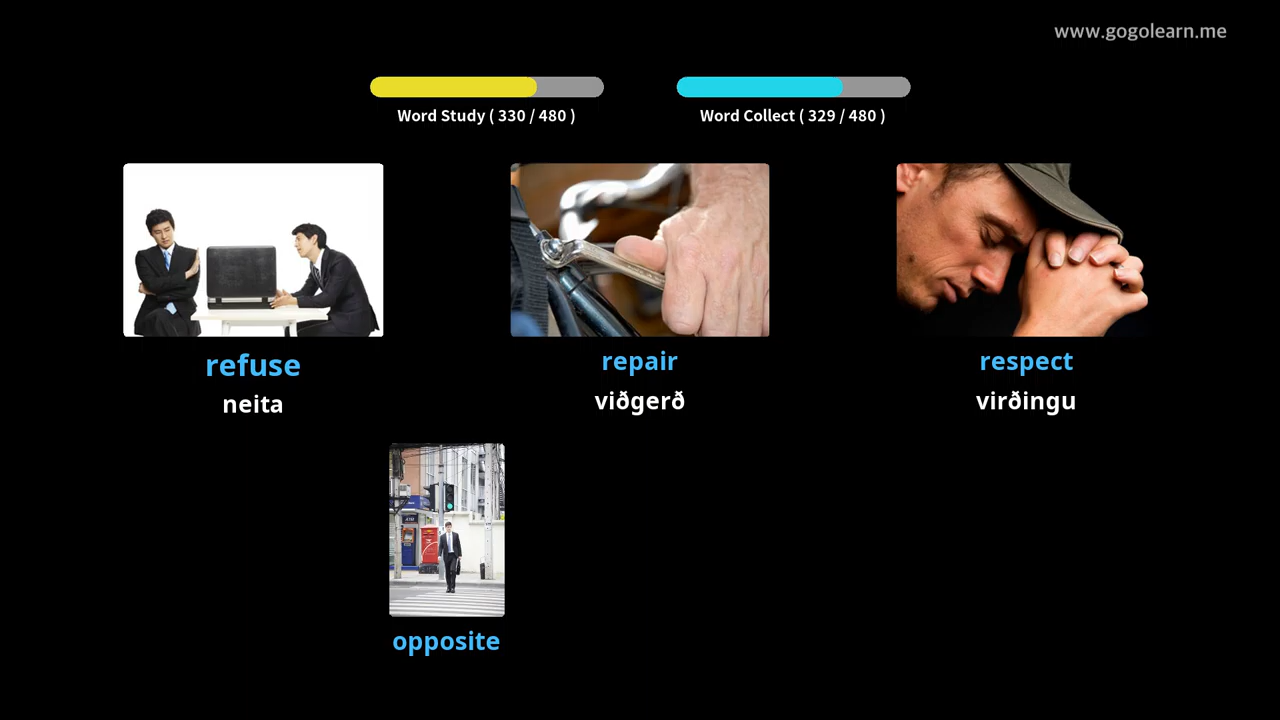 www.gogolearn.me
Word Study ( 330 / 480 )
Word Collect ( 329 / 480 )
refuse
neita
repair
viðgerð
respect
virðingu
opposite